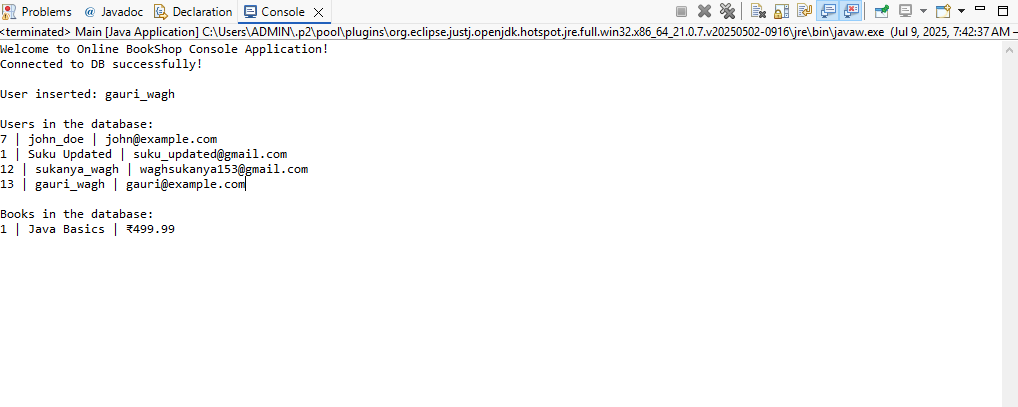 Problems @ Javadoc Declaration Console
<terminated> Main [Java Application] C:\Users\ADMIN\.p2\pool\plugins\org.eclipse.justj.openjdk.hotspot.jre.full.win32.x86_64_21.0.7.v20250502-0916\jre\bin\javaw.exe (Jul 9, 2025, 7:42:37 AM –
Welcome to Online BookShop Console Application!
Connected to DB successfully!
User inserted: gauri_wagh
Users in the database:
7 | john_doe | john@example.com
1 | Suku Updated | suku_updated@gmail.com
12 | sukanya_wagh | waghsukanya153@gmail.com
13 | gauri_wagh | gauri@example.com
Books in the database:
1 | Java Basics | ₹499.99